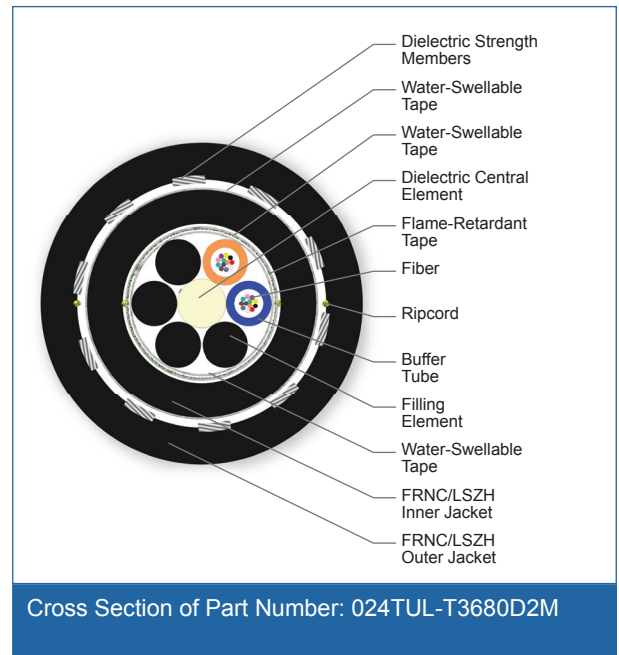 Dielectric Strength
Members
Water-Swellable
Tape
Water-Swellable
Tape
Dielectric Central
Element
Flame-Retardant
Tape
Fiber
Ripcord
Buffer
Tube
Filling
Element
Water-Swellable
Tape
FRNC/LSZH
Inner Jacket
FRNC/LSZH
Outer Jacket
Cross Section of Part Number: 024TUL-T3680D2M